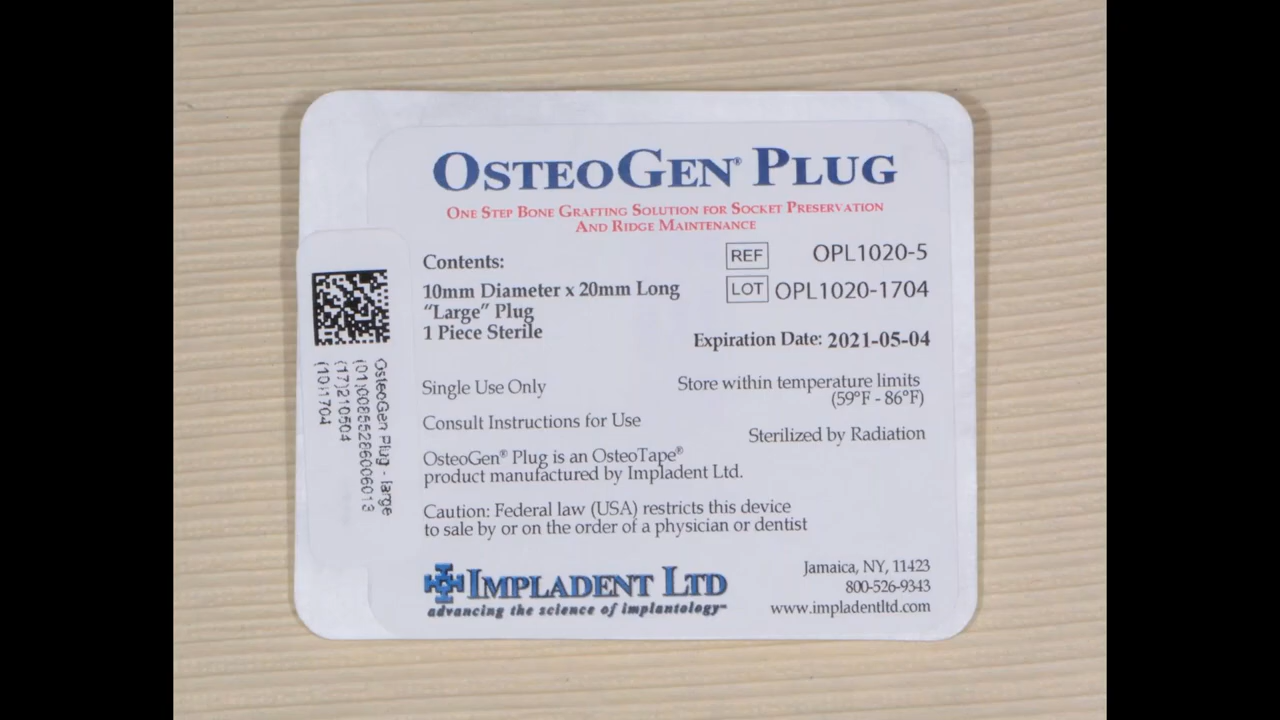 OSTEOGEN® PLUG
ONE STEP BONE GRAFTING SOLUTION FOR SOCKET PRESERVATION
AND RIDGE MAINTENANCE
Contents:
10mm Diameter x 20mm Long
“Large” Plug
1 Piece Sterile
REF OPL1020-5
LOT OPL1020-1704
Expiration Date: 2021-05-04
Single Use Only
Store within temperature limits
(59°F - 86°F)
Consult Instructions for Use
Sterilized by Radiation
OsteoGen® Plug is an OsteoTape®
product manufactured by Impladent Ltd.
Caution: Federal law (USA) restricts this device
to sale by or on the order of a physician or dentist
IMPLADENT LTD
advancing the science of implantology™
Jamaica, NY, 11423
800-526-9343
www.impladentltd.com
OsteoGen Plug - large
(01)00855286006013
(17)210504
(10)1704